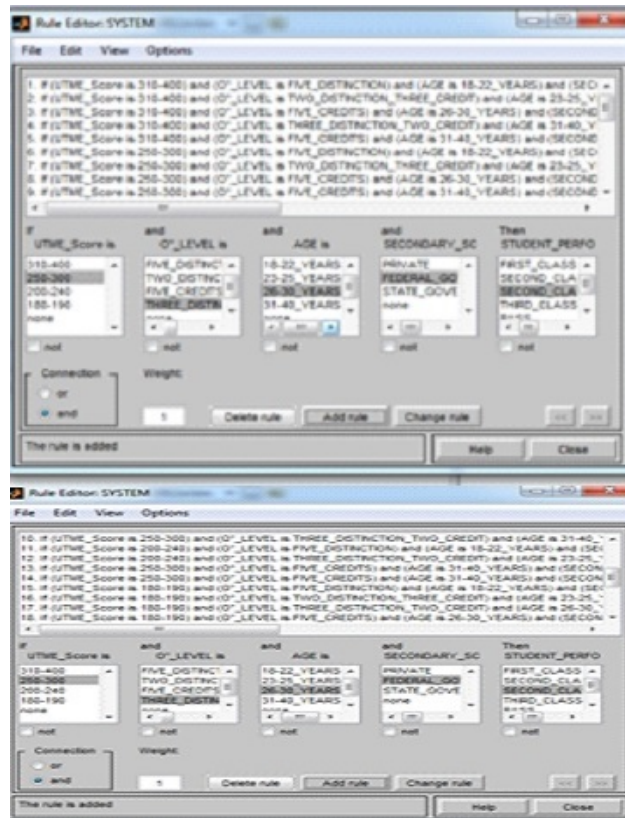 Rule Editor: SYSTEM
File Edit View Options
1. If (UTME_Score is 310-400) and (O"_LEVEL is FIVE_DISTINCTION) and (AGE is 18-22_YEARS) and (SEC
2. If (UTME_Score is 310-400) and (O"_LEVEL is TWO_DISTINCTION_THREE_CREDIT) and (AGE is 23-25_Y
3. If (UTME_Score is 310-400) and (O"_LEVEL is FIVE_CREDITS) and (AGE is 26-30_YEARS) and (SECOND
4. If (UTME_Score is 310-400) and (O"_LEVEL is THREE_DISTINCTION_TWO_CREDIT) and (AGE is 31-40_Y
5. If (UTME_Score is 310-400) and (O"_LEVEL is FIVE_CREDITS) and (AGE is 31-40_YEARS) and (SECOND
6. If (UTME_Score is 250-300) and (O"_LEVEL is FIVE_DISTINCTION) and (AGE is 18-22_YEARS) and (SEC
7. If (UTME_Score is 250-300) and (O"_LEVEL is TWO_DISTINCTION_THREE_CREDIT) and (AGE is 23-25_Y
8. If (UTME_Score is 250-300) and (O"_LEVEL is FIVE_CREDITS) and (AGE is 26-30_YEARS) and (SECOND
9. If (UTME_Score is 250-300) and (O"_LEVEL is FIVE_CREDITS) and (AGE is 31-40_YEARS) and (SECOND
If and and and Then
UTME_Score is O"_LEVEL is AGE is SECONDARY_SC STUDENT_PERFO
310-400 FIVE_DISTINCT 18-22_YEARS PRIVATE FIRST_CLASS
250-300 TWO_DISTINC 23-25_YEARS FEDERAL_GO SECOND_CLA
200-240 FIVE_CREDITS 26-30_YEARS STATE_GOVE SECOND_CLA
180-190 THREE_DISTIN 31-40_YEARS none THIRD_CLASS
none
not not not not not
Connection Weight:
or
and 1 Delete rule Add rule Change rule << >>
The rule is added Help Close
Rule Editor: SYSTEM
File Edit View Options
10. If (UTME_Score is 250-300) and (O"_LEVEL is THREE_DISTINCTION_TWO_CREDIT) and (AGE is 31-40_
11. If (UTME_Score is 200-240) and (O"_LEVEL is FIVE_DISTINCTION) and (AGE is 18-22_YEARS) and (SEC
12. If (UTME_Score is 200-240) and (O"_LEVEL is TWO_DISTINCTION_THREE_CREDIT) and (AGE is 23-25_
13. If (UTME_Score is 250-300) and (O"_LEVEL is FIVE_CREDITS) and (AGE is 31-40_YEARS) and (SECON
14. If (UTME_Score is 250-300) and (O"_LEVEL is FIVE_CREDITS) and (AGE is 31-40_YEARS) and (SECON
15. If (UTME_Score is 180-190) and (O"_LEVEL is FIVE_DISTINCTION) and (AGE is 18-22_YEARS) and (SEC
16. If (UTME_Score is 180-190) and (O"_LEVEL is TWO_DISTINCTION_THREE_CREDIT) and (AGE is 23-25_
17. If (UTME_Score is 180-190) and (O"_LEVEL is THREE_DISTINCTION_TWO_CREDIT) and (AGE is 26-30_
18. If (UTME_Score is 180-190) and (O"_LEVEL is FIVE_CREDITS) and (AGE is 26-30_YEARS) and (SECON
If and and and Then
UTME_Score is O"_LEVEL is AGE is SECONDARY_SC STUDENT_PERFO
310-400 FIVE_DISTINCT 18-22_YEARS PRIVATE FIRST_CLASS
250-300 TWO_DISTINC 23-25_YEARS FEDERAL_GO SECOND_CLA
200-240 FIVE_CREDITS 26-30_YEARS STATE_GOVE SECOND_CLA
180-190 THREE_DISTIN 31-40_YEARS none THIRD_CLASS
none
not not not not not
Connection Weight:
or
and 1 Delete rule Add rule Change rule << >>
The rule is added Help Close